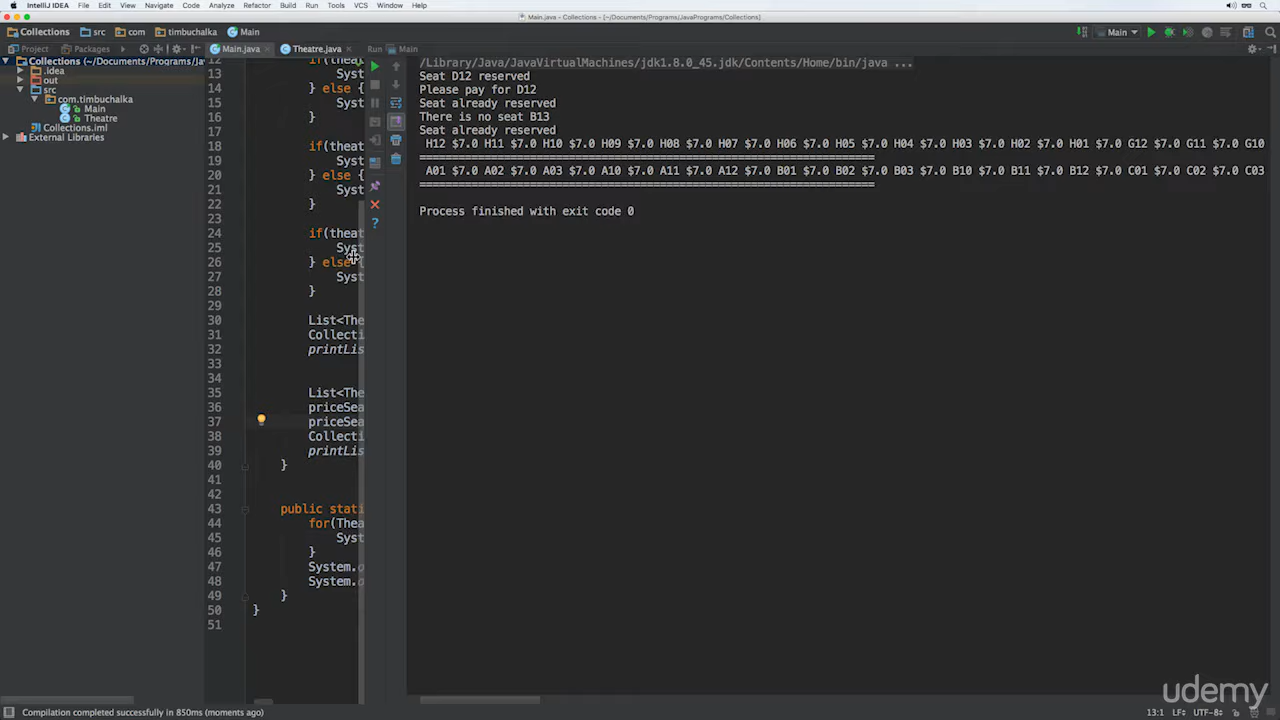 IntelliJ IDEA File Edit View Navigate Code Analyze Refactor Build Run Tools VCS Window Help
Main.java - Collections - [~/Documents/Programs/JavaPrograms/Collections]
Collections src com timbuchalka Main Main
Project Packages Main.java Theatre.java Run Main
Collections (~/Documents/Programs/Ja
.idea
out
src
com.timbuchalka
Main
Theatre
Collections.iml
External Libraries
12 if(theat
13 Syst
14 } else {
15 Syst
16 }
17
18 if(theat
19 Syst
20 } else {
21 Syst
22 }
23
24 if(theat
25 Syst
26 } else {
27 Syst
28 }
29
30 List<The
31 Collecti
32 printLis
33
34
35 List<The
36 priceSea
37 priceSea
38 Collecti
39 printLis
40 }
41
42
43 public stati
44 for(Thea
45 Syst
46 }
47 System.o
48 System.o
49 }
50 }
51
/Library/Java/JavaVirtualMachines/jdk1.8.0_45.jdk/Contents/Home/bin/java ...
Seat D12 reserved
Please pay for D12
Seat already reserved
There is no seat B13
Seat already reserved
H12 $7.0 H11 $7.0 H10 $7.0 H09 $7.0 H08 $7.0 H07 $7.0 H06 $7.0 H05 $7.0 H04 $7.0 H03 $7.0 H02 $7.0 H01 $7.0 G12 $7.0 G11 $7.0 G10
==================================================================
A01 $7.0 A02 $7.0 A03 $7.0 A10 $7.0 A11 $7.0 A12 $7.0 B01 $7.0 B02 $7.0 B03 $7.0 B10 $7.0 B11 $7.0 B12 $7.0 C01 $7.0 C02 $7.0 C03
==================================================================
Process finished with exit code 0
udemy
Compilation completed successfully in 850ms (moments ago) 13:1 LF÷ UTF-8÷